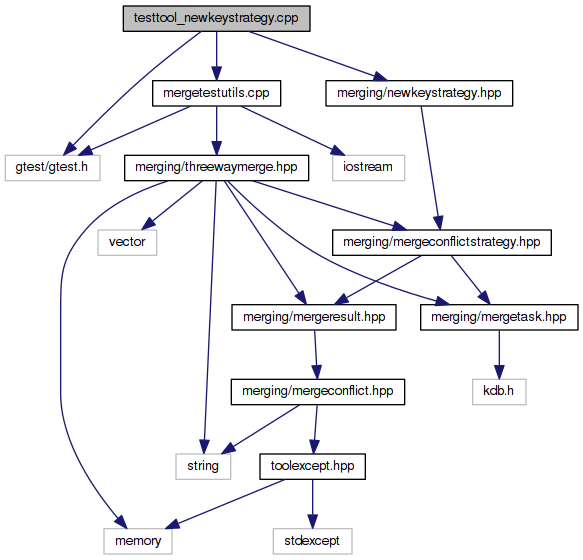 testtool_newkeystrategy.cpp
mergetestutils.cpp
merging/newkeystrategy.hpp
gtest/gtest.h
merging/threewaymerge.hpp
iostream
vector
merging/mergeconflictstrategy.hpp
merging/mergeresult.hpp
merging/mergetask.hpp
merging/mergeconflict.hpp
kdb.h
string
toolexcept.hpp
memory
stdexcept